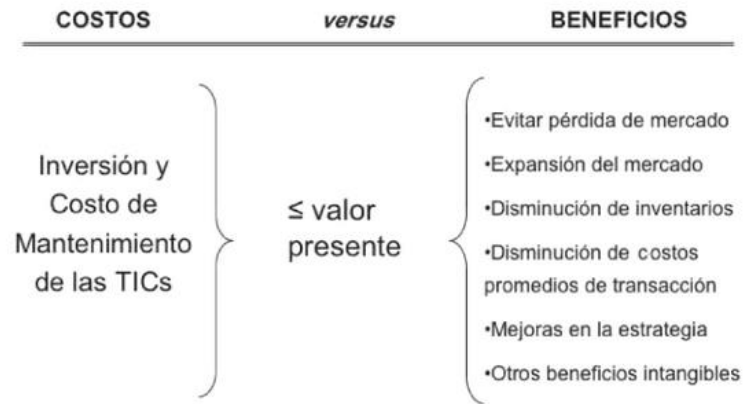 COSTOS versus BENEFICIOS
Inversión y
Costo de
Mantenimiento
de las TICs
≤ valor
presente
•Evitar pérdida de mercado
•Expansión del mercado
•Disminución de inventarios
•Disminución de costos
promedios de transacción
•Mejoras en la estrategia
•Otros beneficios intangibles